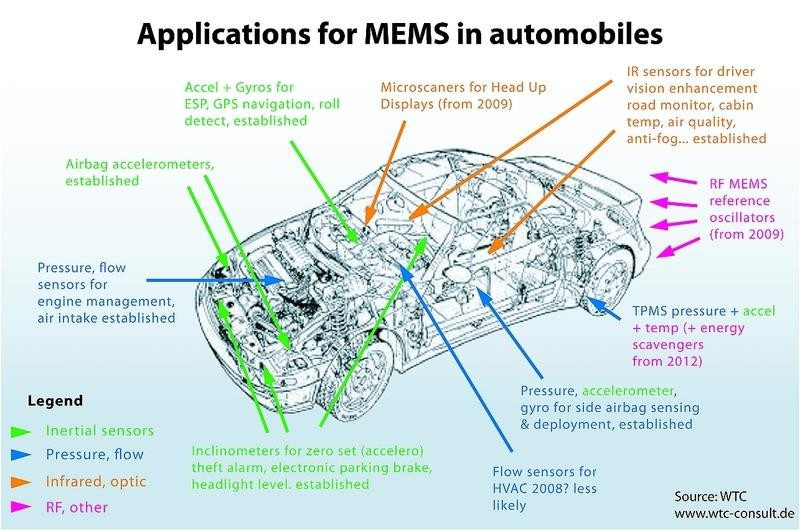 Applications for MEMS in automobiles
Accel + Gyros for
ESP, GPS navigation, roll
detect, established
Microscaners for Head Up
Displays (from 2009)
IR sensors for driver
vision enhancement
road monitor, cabin
temp, air quality,
anti-fog... established
Airbag accelerometers,
established
RF MEMS
reference
oscillators
(from 2009)
Pressure, flow
sensors for
engine management,
air intake established
TPMS pressure + accel
+ temp (+ energy
scavengers
from 2012)
Pressure, accelerometer,
gyro for side airbag sensing
& deployment, established
Legend
Inertial sensors
Pressure, flow
Infrared, optic
RF, other
Inclinometers for zero set (accelero)
theft alarm, electronic parking brake,
headlight level. established
Flow sensors for
HVAC 2008? less
likely
Source: WTC
www.wtc-consult.de